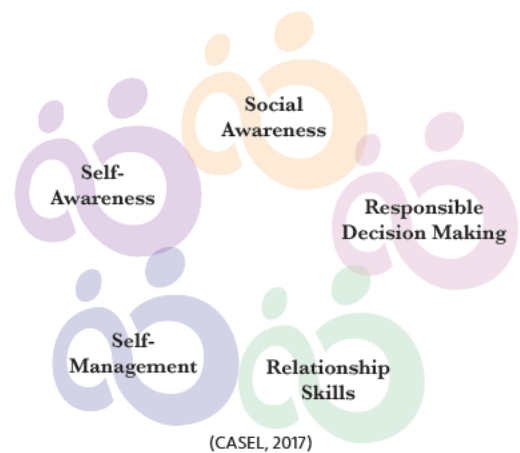 Social
Awareness
Self-
Awareness
Responsible
Decision Making
Self-
Management
Relationship
Skills
(CASEL, 2017)